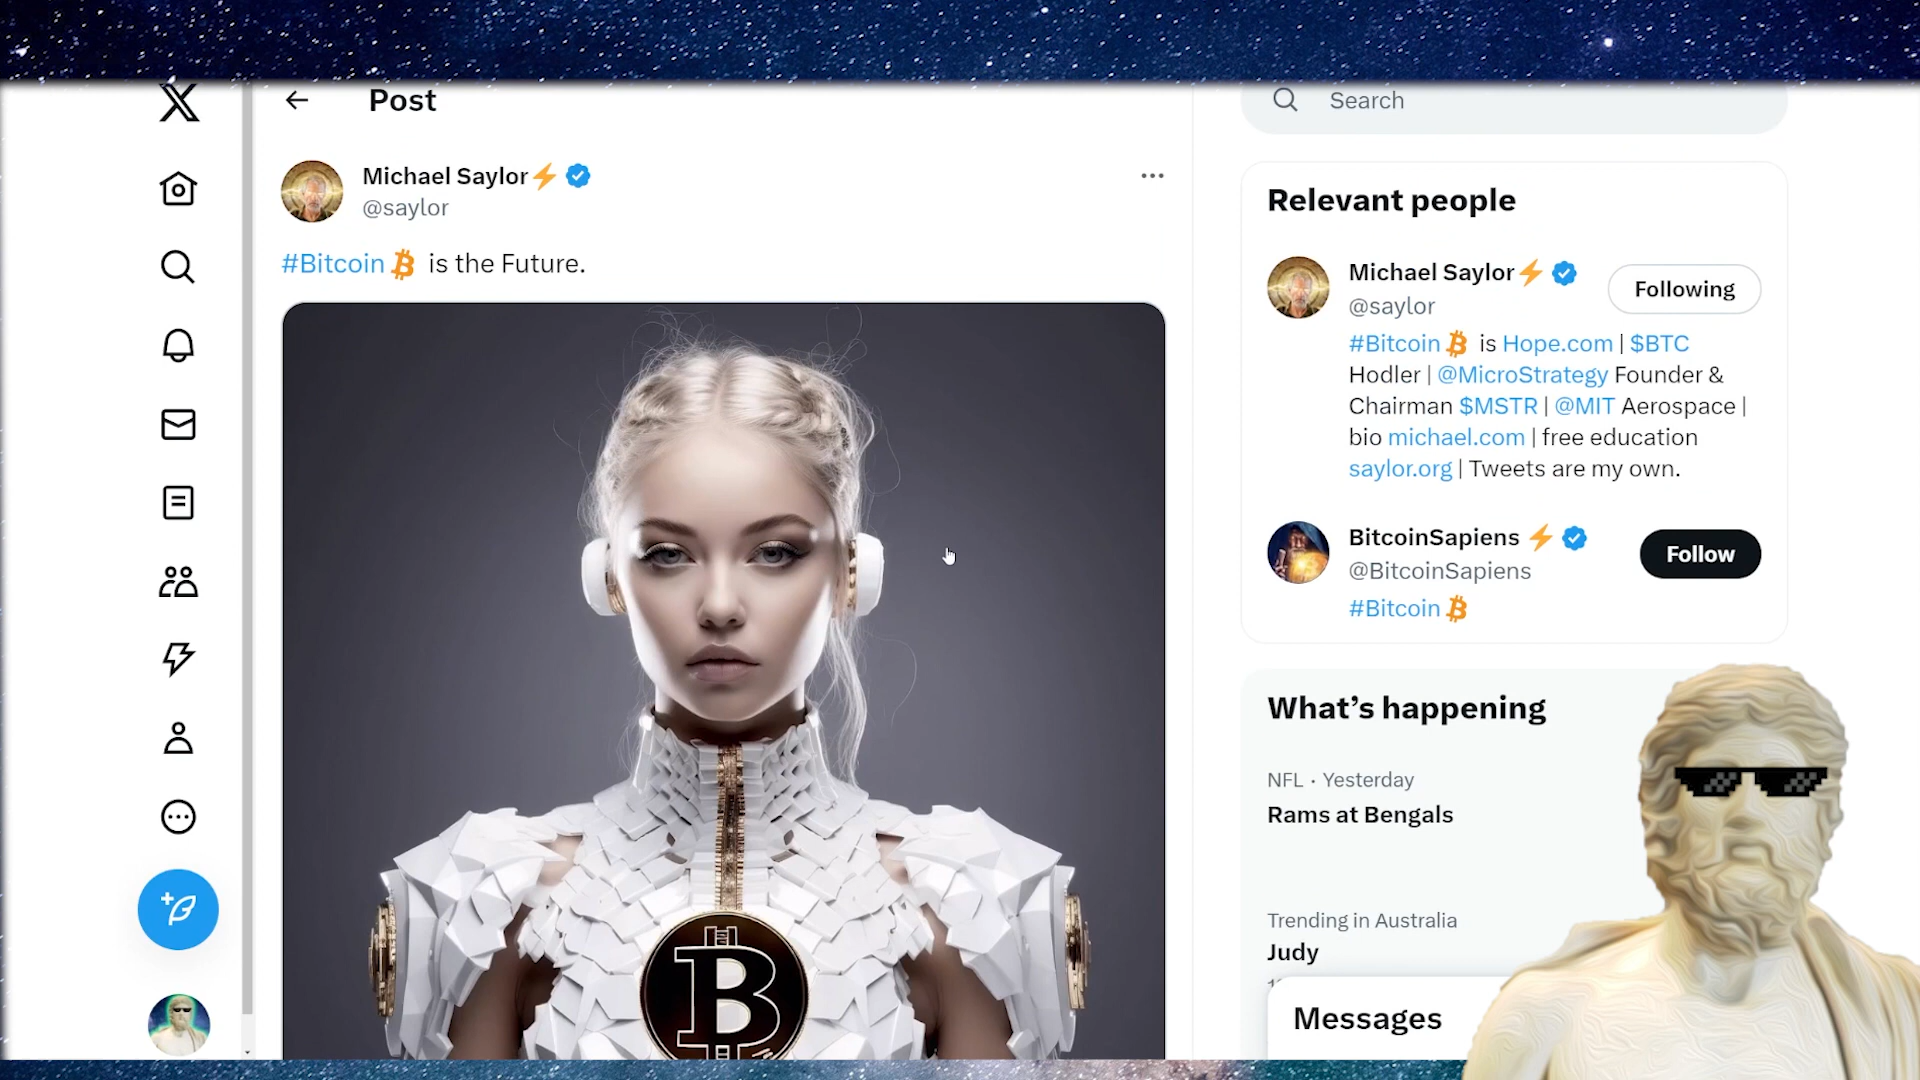 Post
Michael Saylor⚡
@saylor
#Bitcoin is the Future.
B
Search
Relevant people
Michael Saylor⚡
@saylor
Following
#Bitcoin is Hope.com | $BTC
Hodler | @MicroStrategy Founder &
Chairman $MSTR | @MIT Aerospace |
bio michael.com | free education
saylor.org | Tweets are my own.
BitcoinSapiens ⚡
@BitcoinSapiens
Follow
#Bitcoin
What’s happening
NFL · Yesterday
Rams at Bengals
Trending in Australia
Judy
Messages